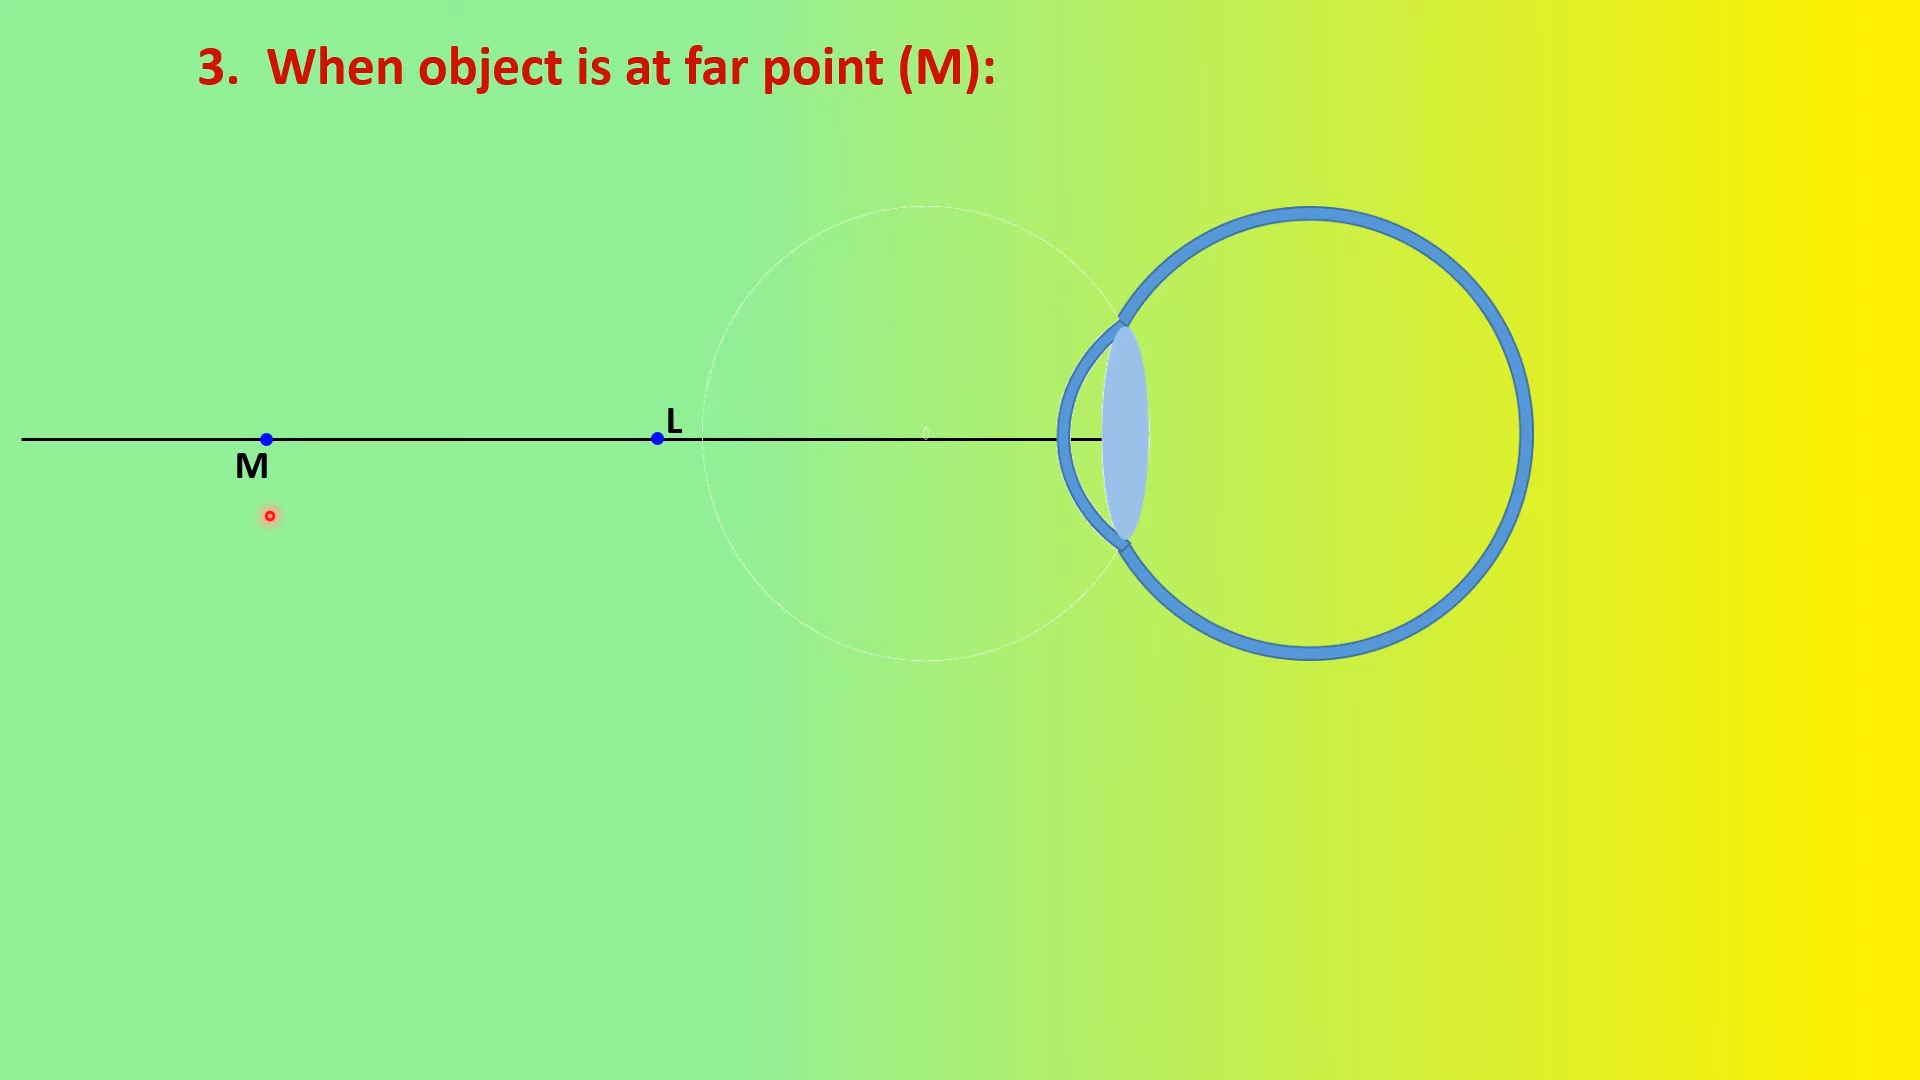 3. When object is at far point (M):
L
M